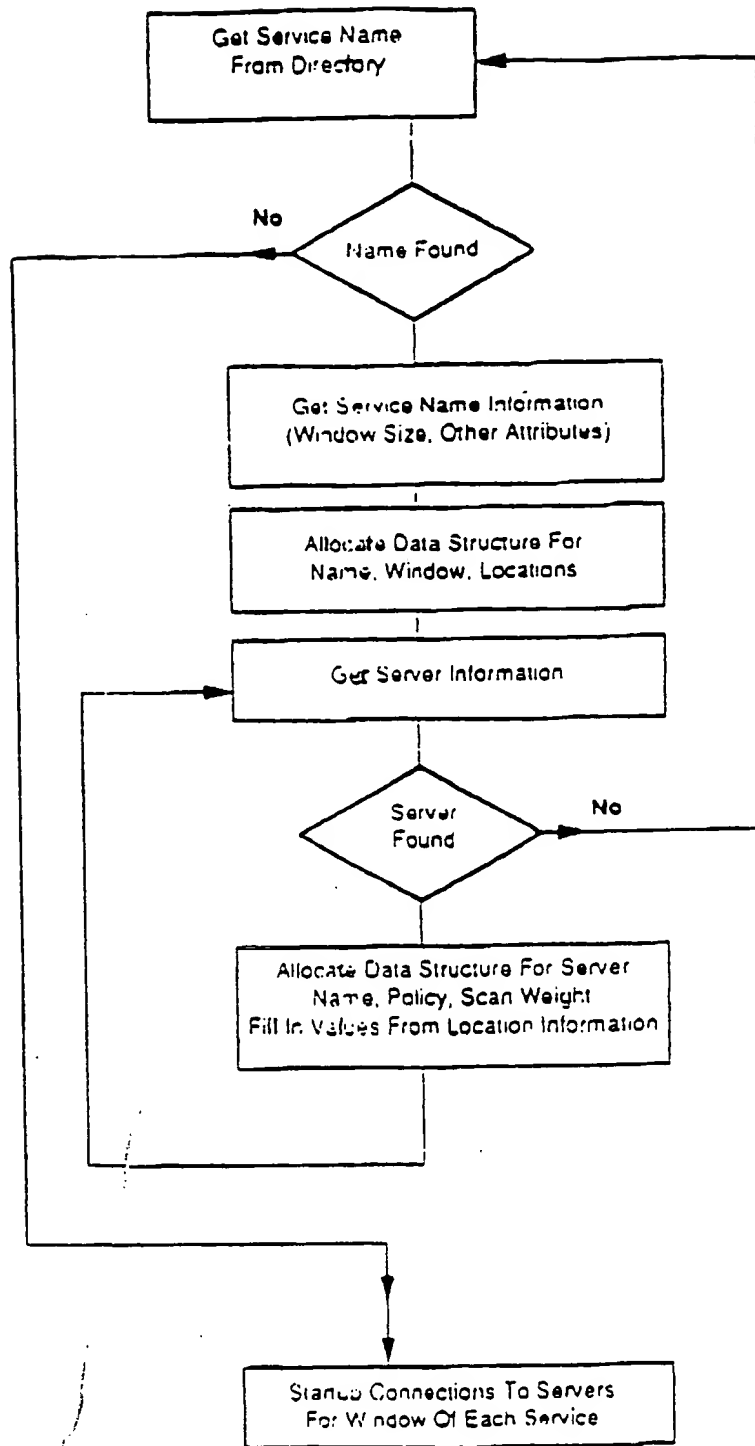 Get Service Name
From Directory
No
Name Found
Get Service Name Information
(Window Size, Other Attributes)
Allocate Data Structure For
Name, Window, Locations
Get Server Information
Server
Found
No
Allocate Data Structure For Server
Name, Policy, Scan Weight
Fill In Values From Location Information
Startup Connections To Servers
For Window Of Each Service